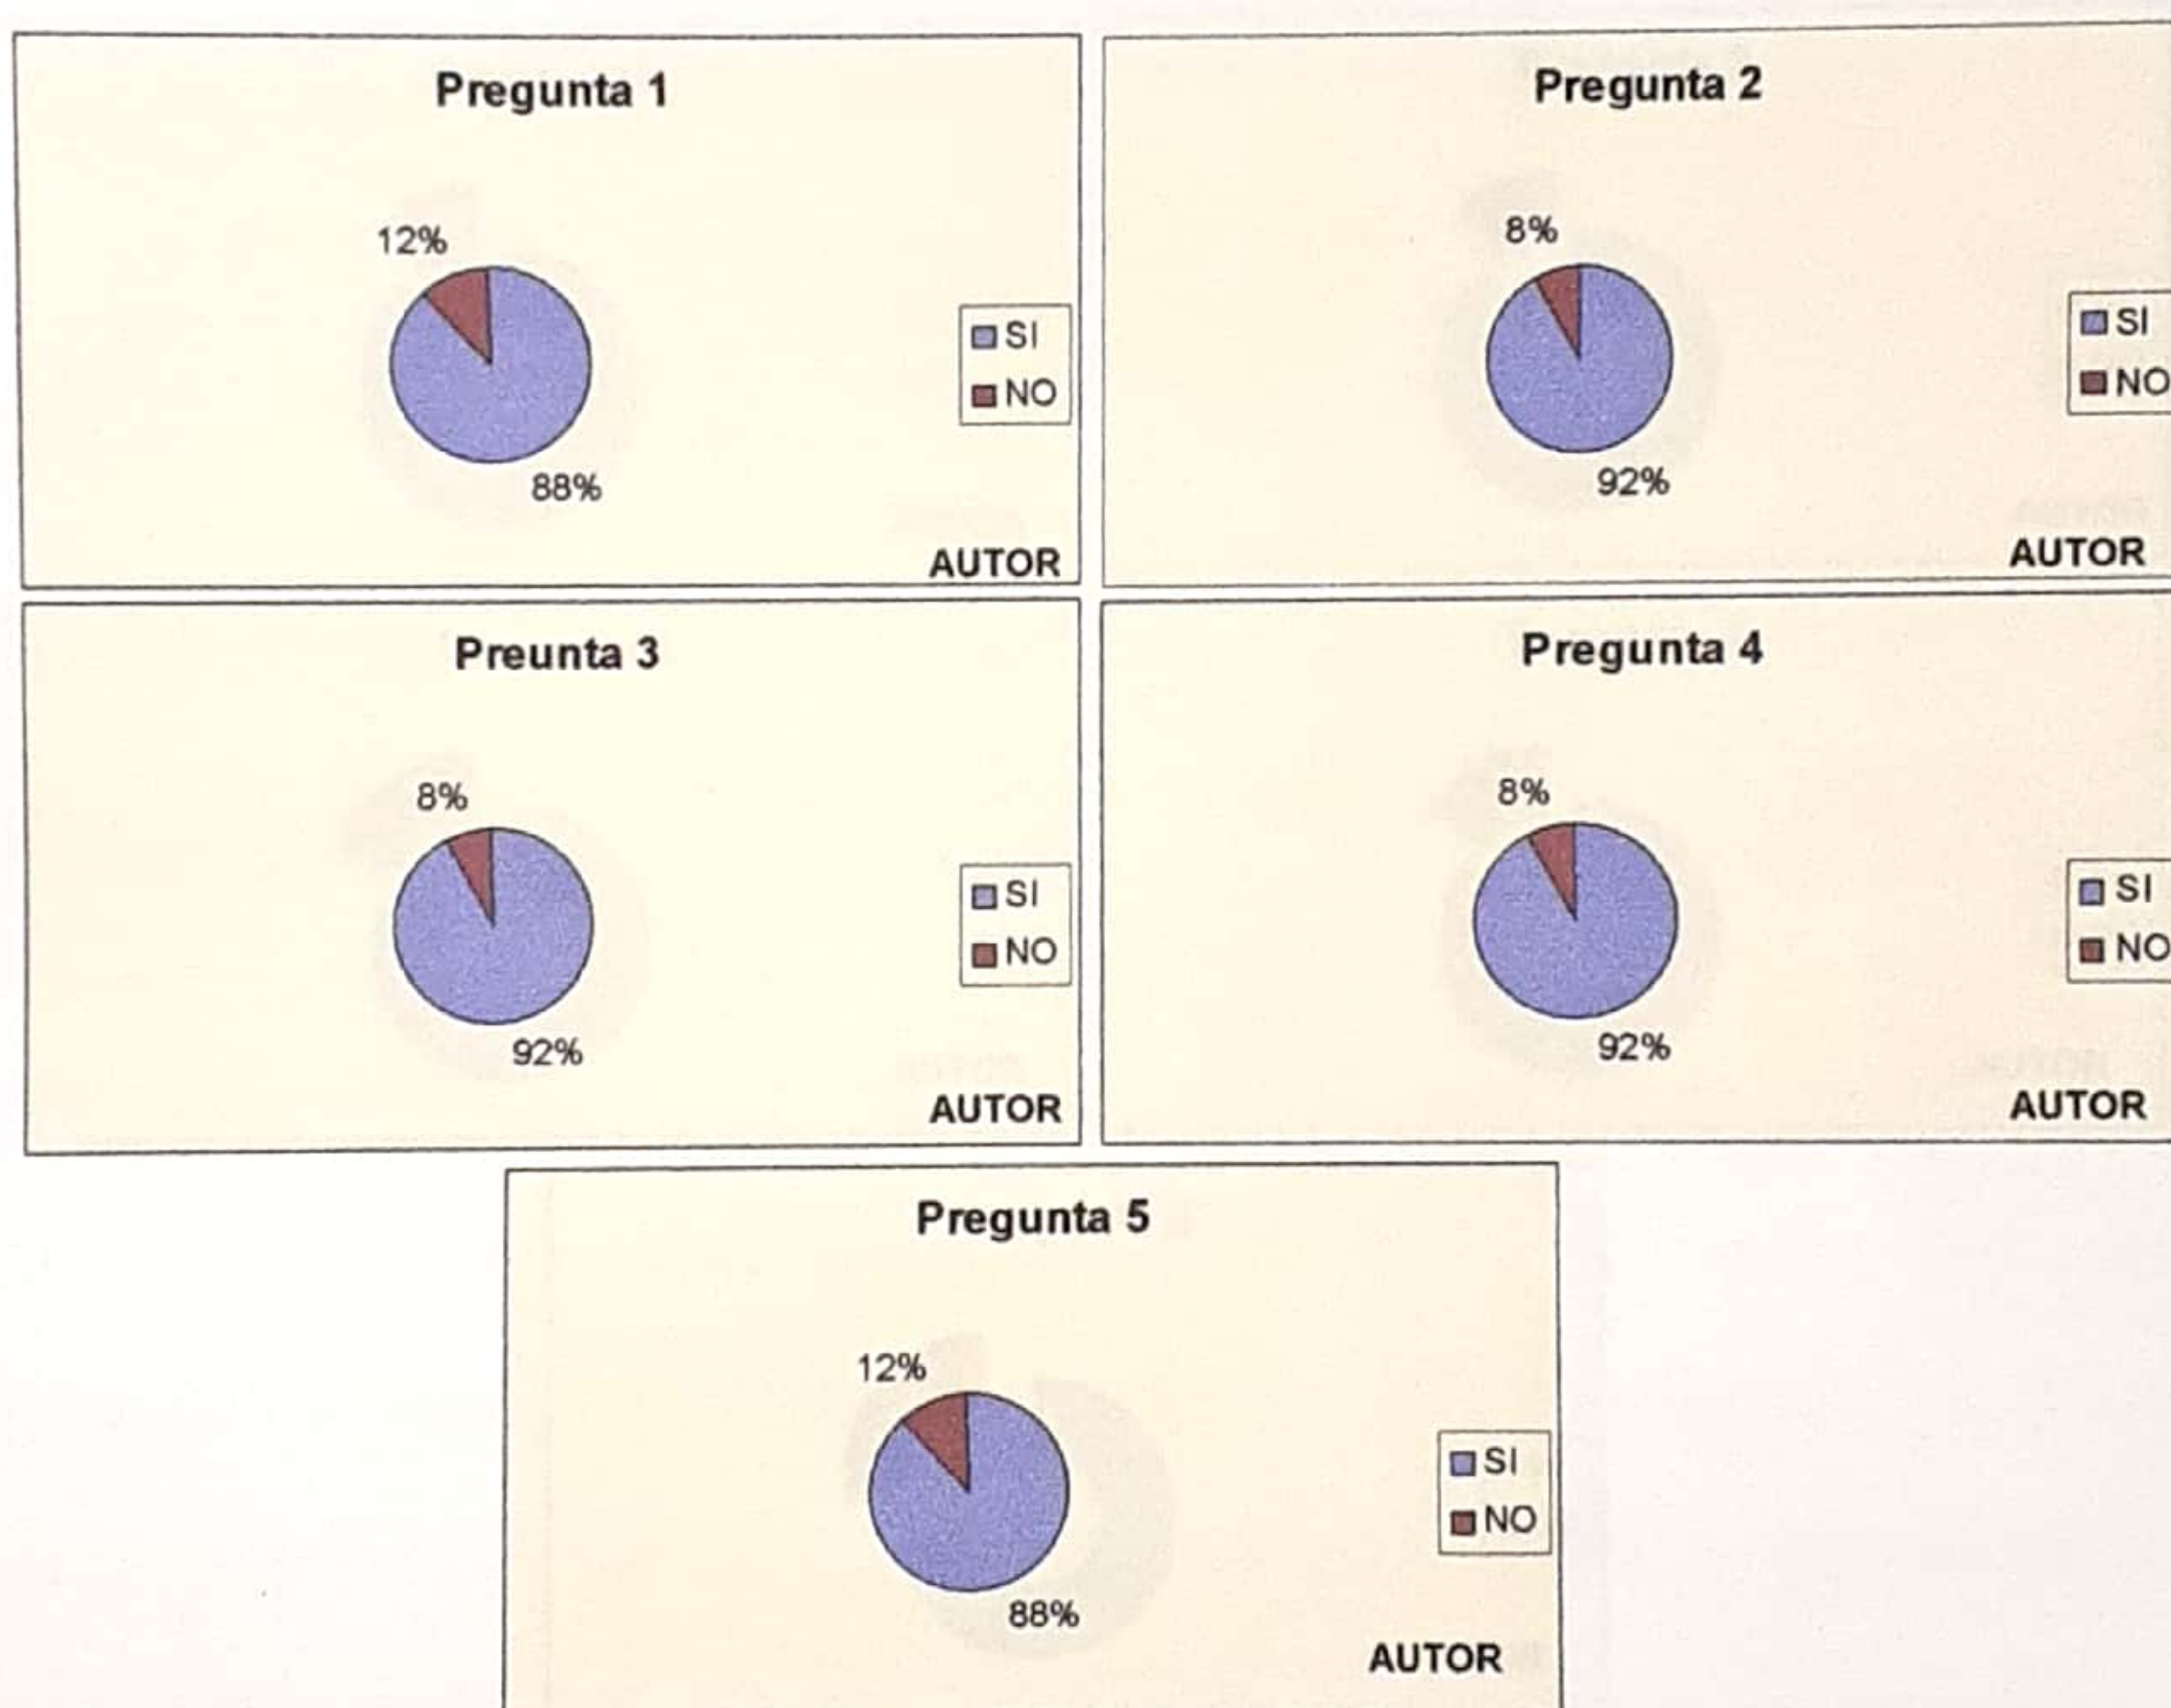 Pregunta 1
12%
88%
SI
NO
AUTOR
Pregunta 2
8%
92%
SI
NO
AUTOR
Preunta 3
8%
92%
SI
NO
AUTOR
Pregunta 4
8%
92%
SI
NO
AUTOR
Pregunta 5
12%
88%
SI
NO
AUTOR